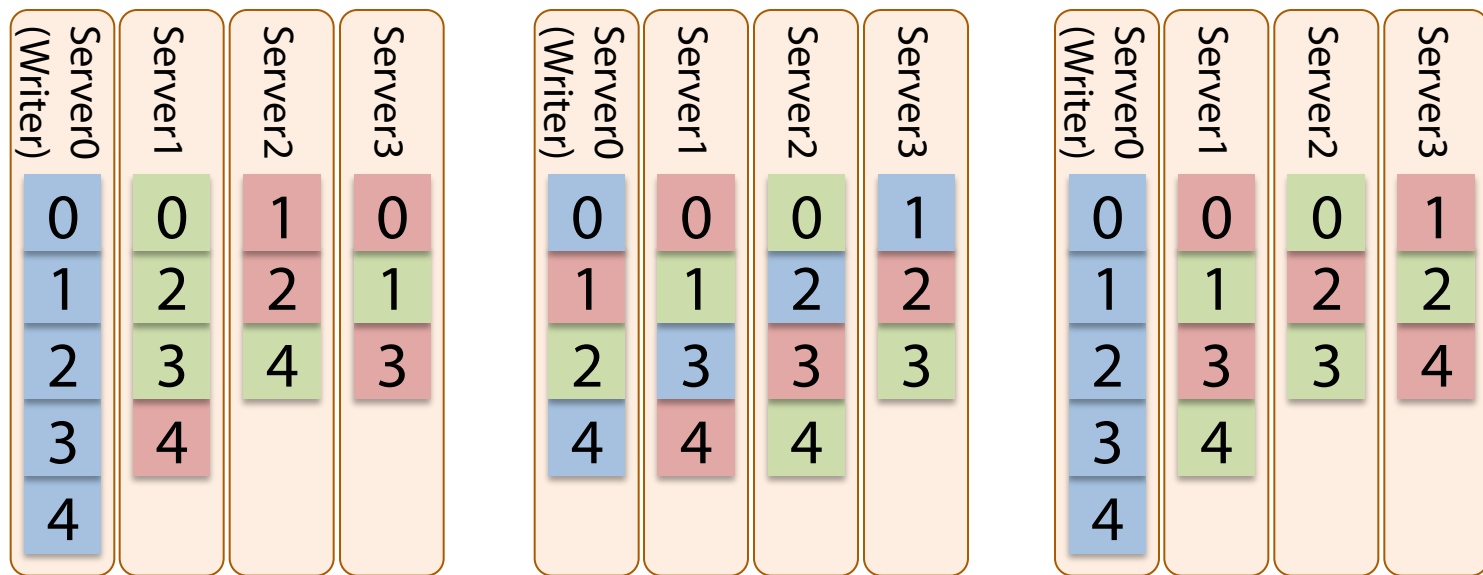 Server0
(Writer)
Server1
Server2
Server3
0 0 1 0
1 2 2 1
2 3 4 3
3 4
4
Server0
(Writer)
Server1
Server2
Server3
0 0 0 1
1 1 2 2
2 3 3 3
4 4 4
Server0
(Writer)
Server1
Server2
Server3
0 0 0 1
1 1 2 2
2 3 3 4
3 4
4